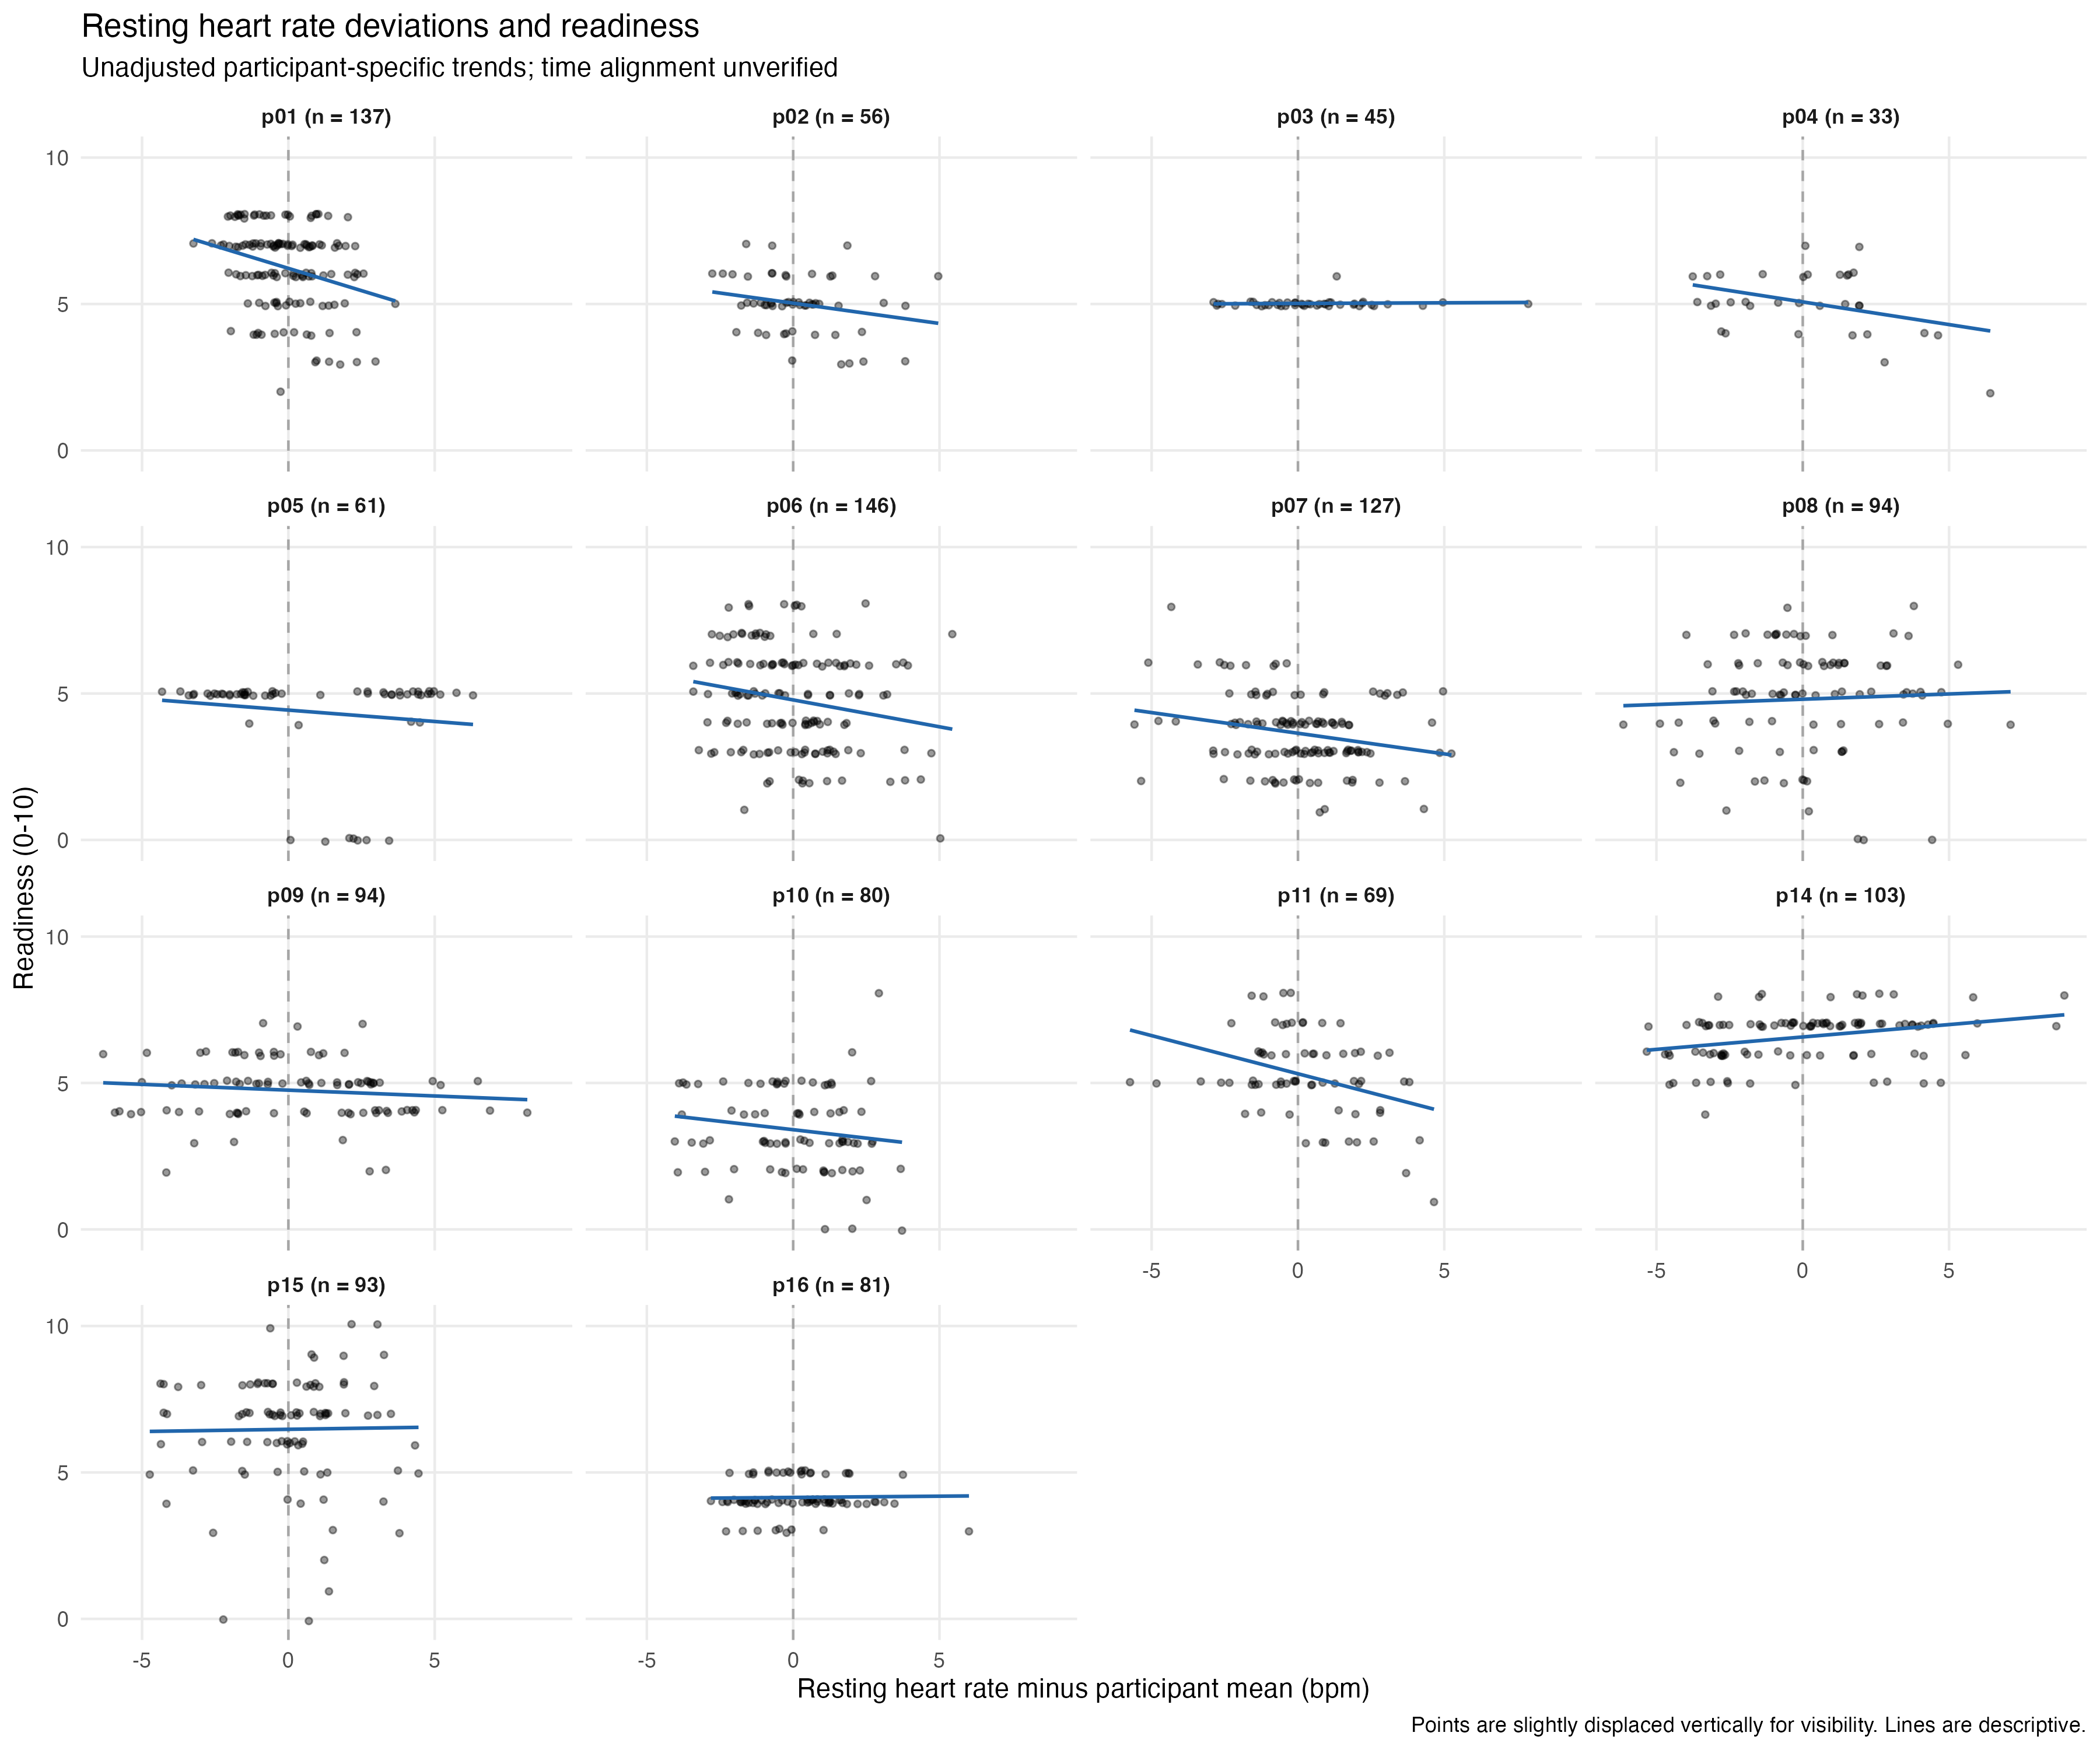 Resting heart rate deviations and readiness
Unadjusted participant-specific trends; time alignment unverified
p01 (n = 137)
p02 (n = 56)
p03 (n = 45)
p04 (n = 33)
10
5
0
p05 (n = 61)
p06 (n = 146)
p07 (n = 127)
p08 (n = 94)
10
5
0
Readiness (0-10)
p09 (n = 94)
p10 (n = 80)
p11 (n = 69)
p14 (n = 103)
10
5
0
-5 0 5
-5 0 5
p15 (n = 93)
p16 (n = 81)
10
5
0
-5 0 5
-5 0 5
Resting heart rate minus participant mean (bpm)
Points are slightly displaced vertically for visibility. Lines are descriptive.